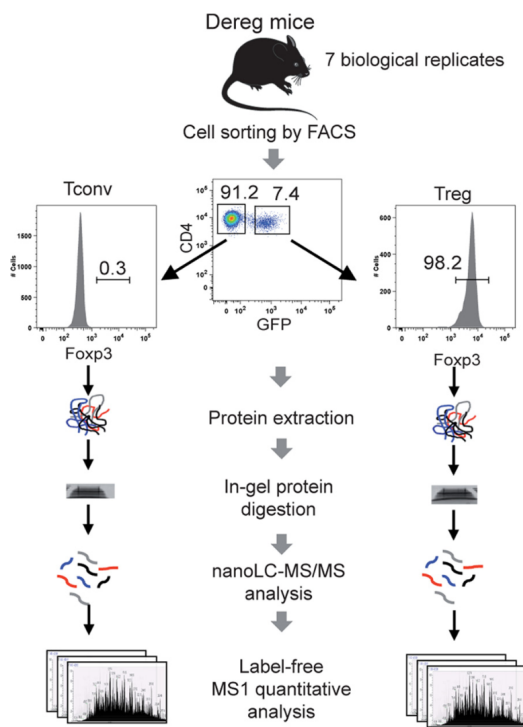 Dereg mice
7 biological replicates
Cell sorting by FACS
Tconv
Treg
91.2 7.4
CD4
10⁵
10⁴
10³
10²
0
0 10² 10³ 10⁴ 10⁵
GFP
1500
1000
500
0
# Cells
0.3
0 10² 10³ 10⁴ 10⁵
Foxp3
600
400
200
0
# Cells
98.2
0 10² 10³ 10⁴ 10⁵
Foxp3
Protein extraction
In-gel protein
digestion
nanoLC-MS/MS
analysis
Label-free
MS1 quantitative
analysis